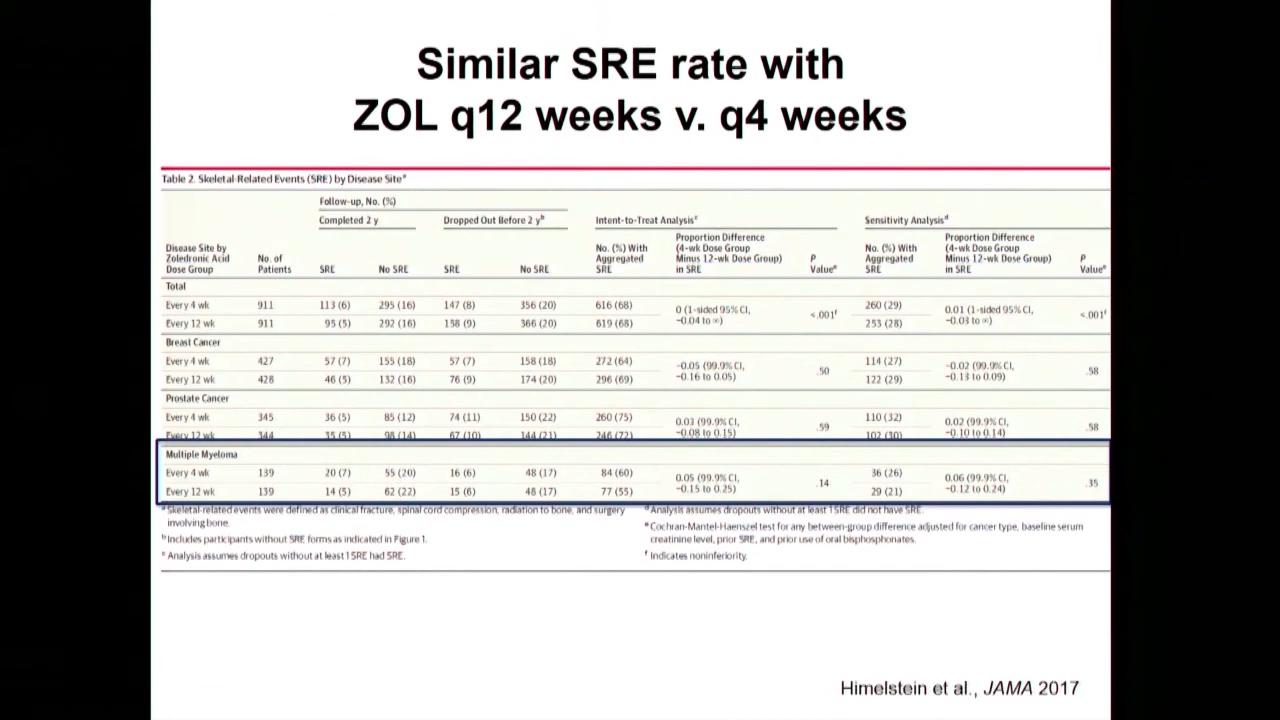 Similar SRE rate with
ZOL q12 weeks v. q4 weeks
Table 2. Skeletal-Related Events (SRE) by Disease Site a
Follow-up, No. (%)
Completed 2 y Dropped Out Before 2 y b Intent-to-Treat Analysis c Sensitivity Analysis d
Disease Site by Zoledronic Acid Dose Group No. of Patients SRE No SRE SRE No SRE No. (%) With Aggregated SRE Proportion Difference (4-wk Dose Group Minus 12-wk Dose Group) in SRE P Value e No. (%) With Aggregated SRE Proportion Difference (4-wk Dose Group Minus 12-wk Dose Group) in SRE P Value e
Total
Every 4 wk 911 113 (6) 295 (16) 147 (8) 356 (20) 616 (68) 0 (1-sided 95% CI, −0.04 to ∞) <.001 f 260 (29) 0.01 (1-sided 95% CI, −0.03 to ∞) <.001 f
Every 12 wk 911 95 (5) 292 (16) 158 (9) 366 (20) 619 (68) 253 (28)
Breast Cancer
Every 4 wk 427 57 (7) 155 (18) 57 (7) 158 (18) 272 (64) −0.05 (99.9% CI, −0.16 to 0.05) .50 114 (27) −0.02 (99.9% CI, −0.13 to 0.09) .58
Every 12 wk 428 46 (5) 132 (16) 76 (9) 174 (20) 296 (69) 122 (29)
Prostate Cancer
Every 4 wk 345 36 (5) 85 (12) 74 (11) 150 (22) 260 (75) 0.03 (99.9% CI, −0.08 to 0.15) .59 110 (32) 0.02 (99.9% CI, −0.10 to 0.14) .58
Every 12 wk 344 35 (5) 98 (14) 67 (10) 144 (21) 246 (72) 102 (30)
Multiple Myeloma
Every 4 wk 139 20 (7) 55 (20) 16 (6) 48 (17) 84 (60) 0.05 (99.9% CI, −0.15 to 0.25) .14 36 (26) 0.06 (99.9% CI, −0.12 to 0.24) .35
Every 12 wk 139 14 (5) 62 (22) 15 (6) 48 (17) 77 (55) 29 (21)
a Skeletal-related events were defined as clinical fracture, spinal cord compression, radiation to bone, and surgery
involving bone.
b Includes participants without SRE forms as indicated in Figure 1.
c Analysis assumes dropouts without at least 1 SRE had SRE.
d Analysis assumes dropouts without at least 1 SRE did not have SRE.
e Cochran-Mantel-Haenszel test for any between-group difference adjusted for cancer type, baseline serum
creatinine level, prior SRE, and prior use of oral bisphosphonates.
f Indicates noninferiority.
Himelstein et al., JAMA 2017